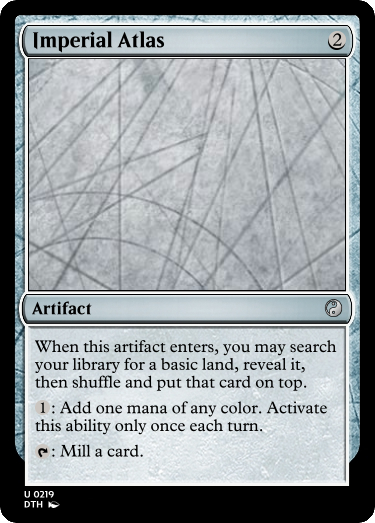 Imperial Atlas 2
Artifact
When this artifact enters, you may search
your library for a basic land, reveal it,
then shuffle and put that card on top.
1: Add one mana of any color. Activate
this ability only once each turn.
: Mill a card.
U 0219
DTH